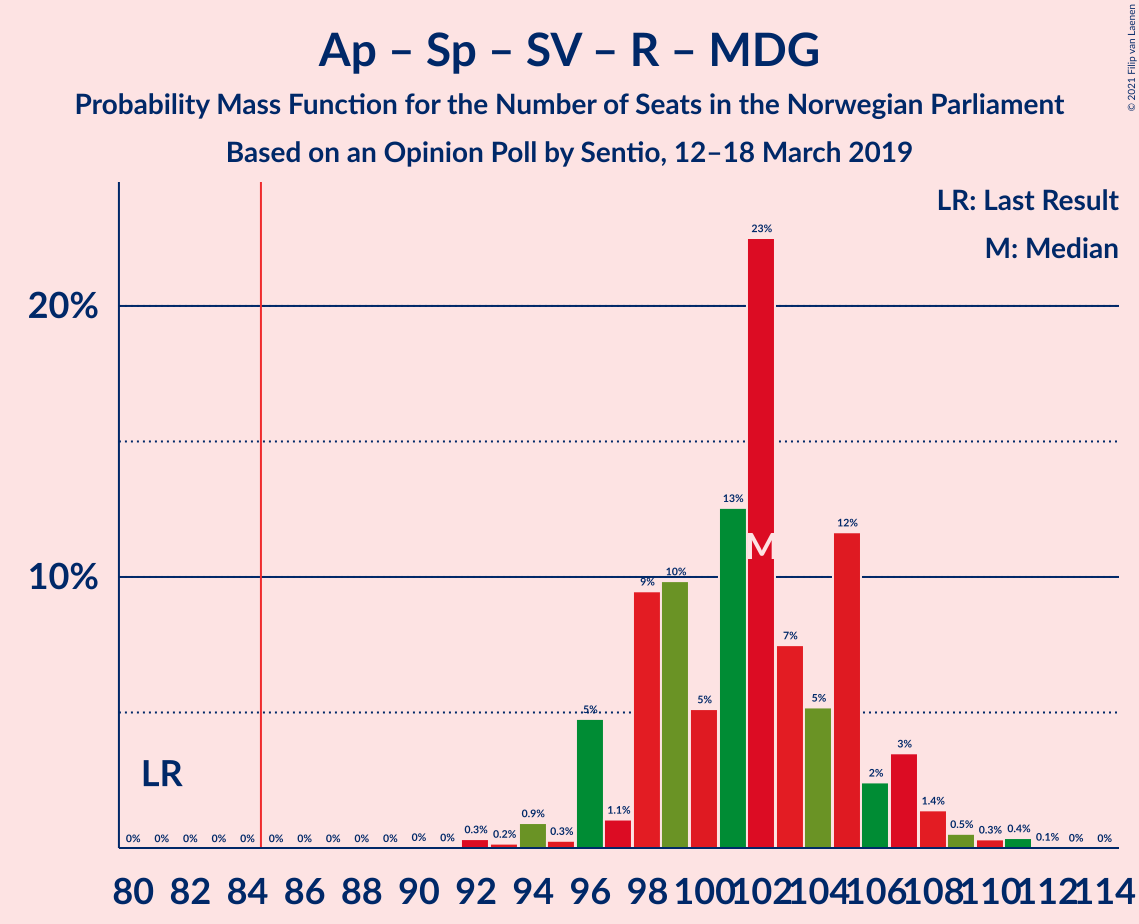 Ap – Sp – SV – R – MDG
Probability Mass Function for the Number of Seats in the Norwegian Parliament
Based on an Opinion Poll by Sentio, 12–18 March 2019
© 2021 Filip van Laenen
LR: Last Result
M: Median
20%
10%
LR
M
0% 0% 0% 0% 0% 0% 0% 0% 0% 0% 0% 0% 0.3% 0.2% 0.9% 0.3% 5% 1.1% 9% 10% 5% 13% 23% 7% 5% 12% 2% 3% 1.4% 0.5% 0.3% 0.4% 0.1% 0% 0%
80 82 84 86 88 90 92 94 96 98 100 102 104 106 108 110 112 114